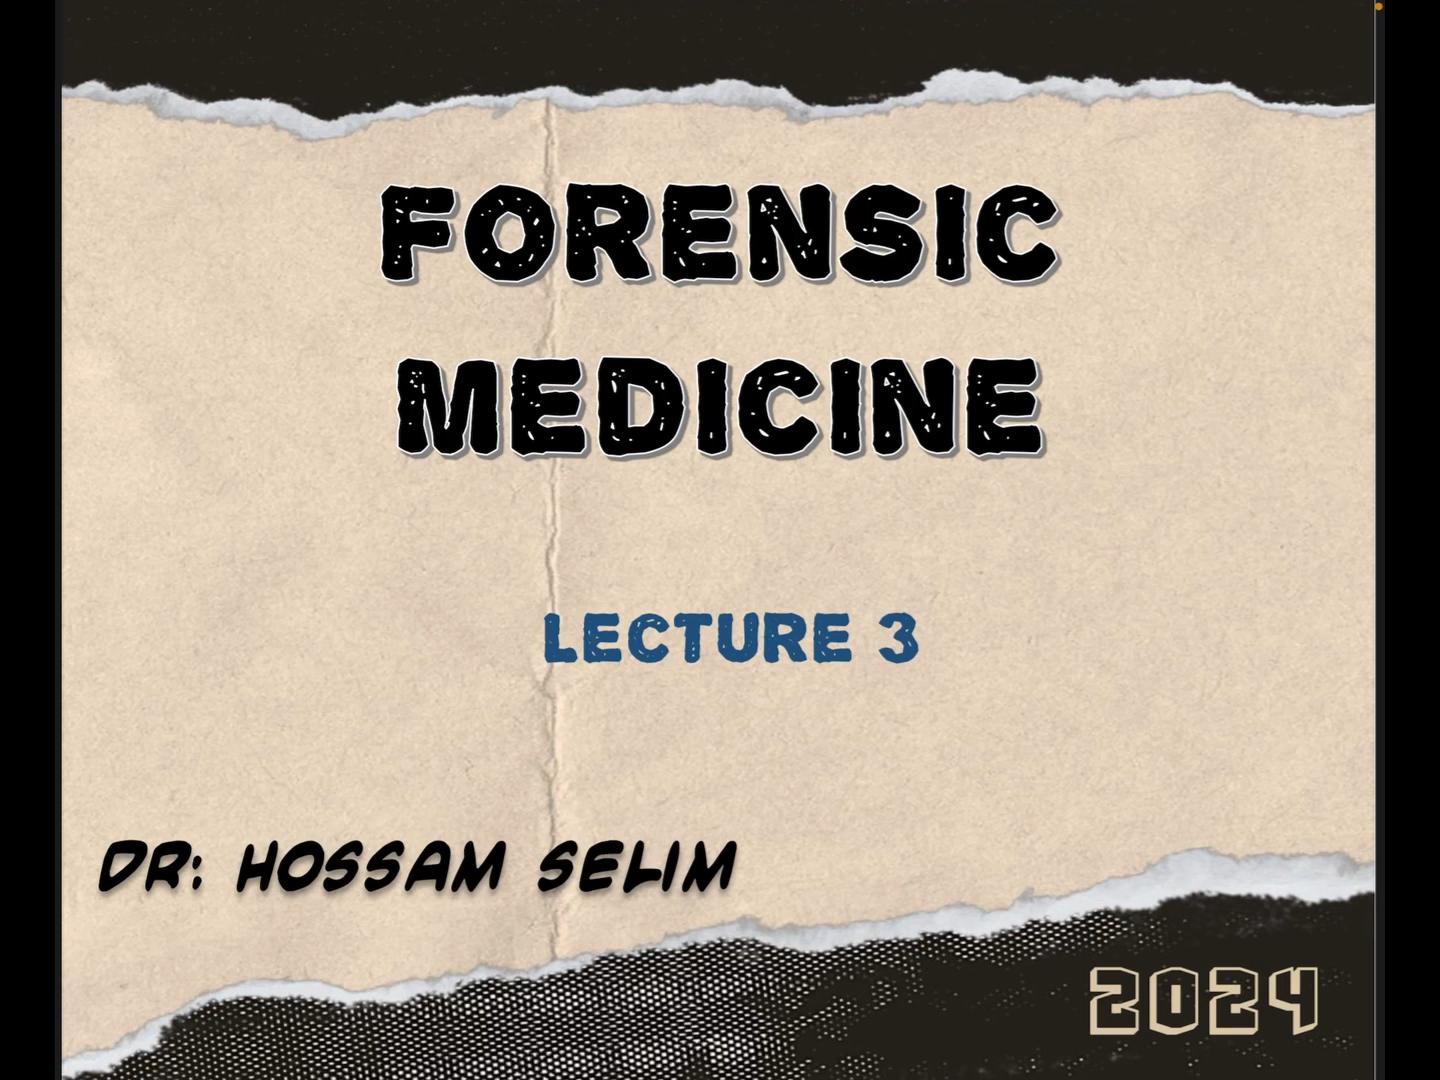 FORENSIC
MEDICINE
LECTURE 3
DR: HOSSAM SELIM
2024